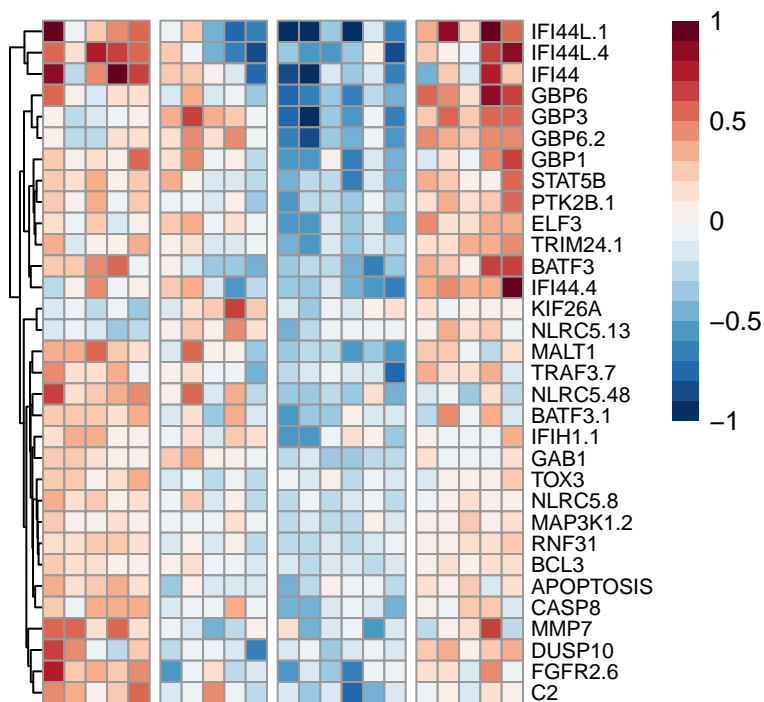 IFI44L.1
IFI44L.4
IFI44
GBP6
GBP3
GBP6.2
GBP1
STAT5B
PTK2B.1
ELF3
TRIM24.1
BATF3
IFI44.4
KIF26A
NLRC5.13
MALT1
TRAF3.7
NLRC5.48
BATF3.1
IFIH1.1
GAB1
TOX3
NLRC5.8
MAP3K1.2
RNF31
BCL3
APOPTOSIS
CASP8
MMP7
DUSP10
FGFR2.6
C2
1
0.5
0
−0.5
−1